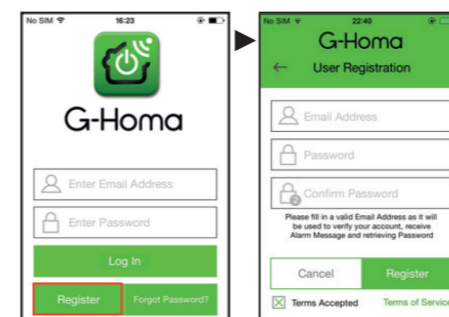 No SIM 16:23
G-Homa
Enter Email Address
Enter Password
Log In
Register Forgot Password?
No SIM 22:40
G-Homa
← User Registration
Email Address
Password
2 Confirm Password
Please fill in a valid Email Address as it will
be used to verify your account, receive
Alarm Message and retrieving Password
Cancel Register
Terms Accepted Terms of Service